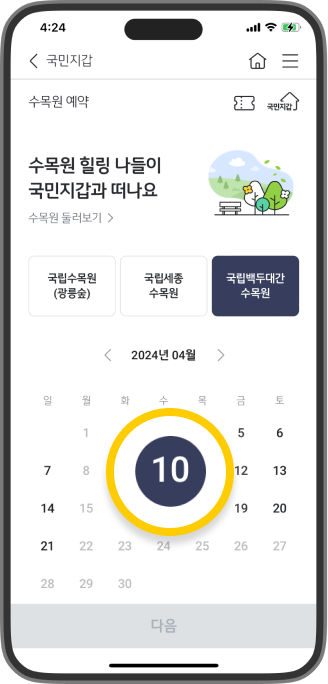 4:24
국민지갑
수목원 예약
국민지갑
수목원 힐링 나들이
국민지갑과 떠나요
수목원 둘러보기
국립수목원
(광릉숲)
국립세종
수목원
국립백두대간
수목원
2024년 04월
일 월 화 수 목 금 토
1 5 6
7 8 10 12 13
14 15 19 20
21 22 23 24 25 26 27
28 29 30
다음